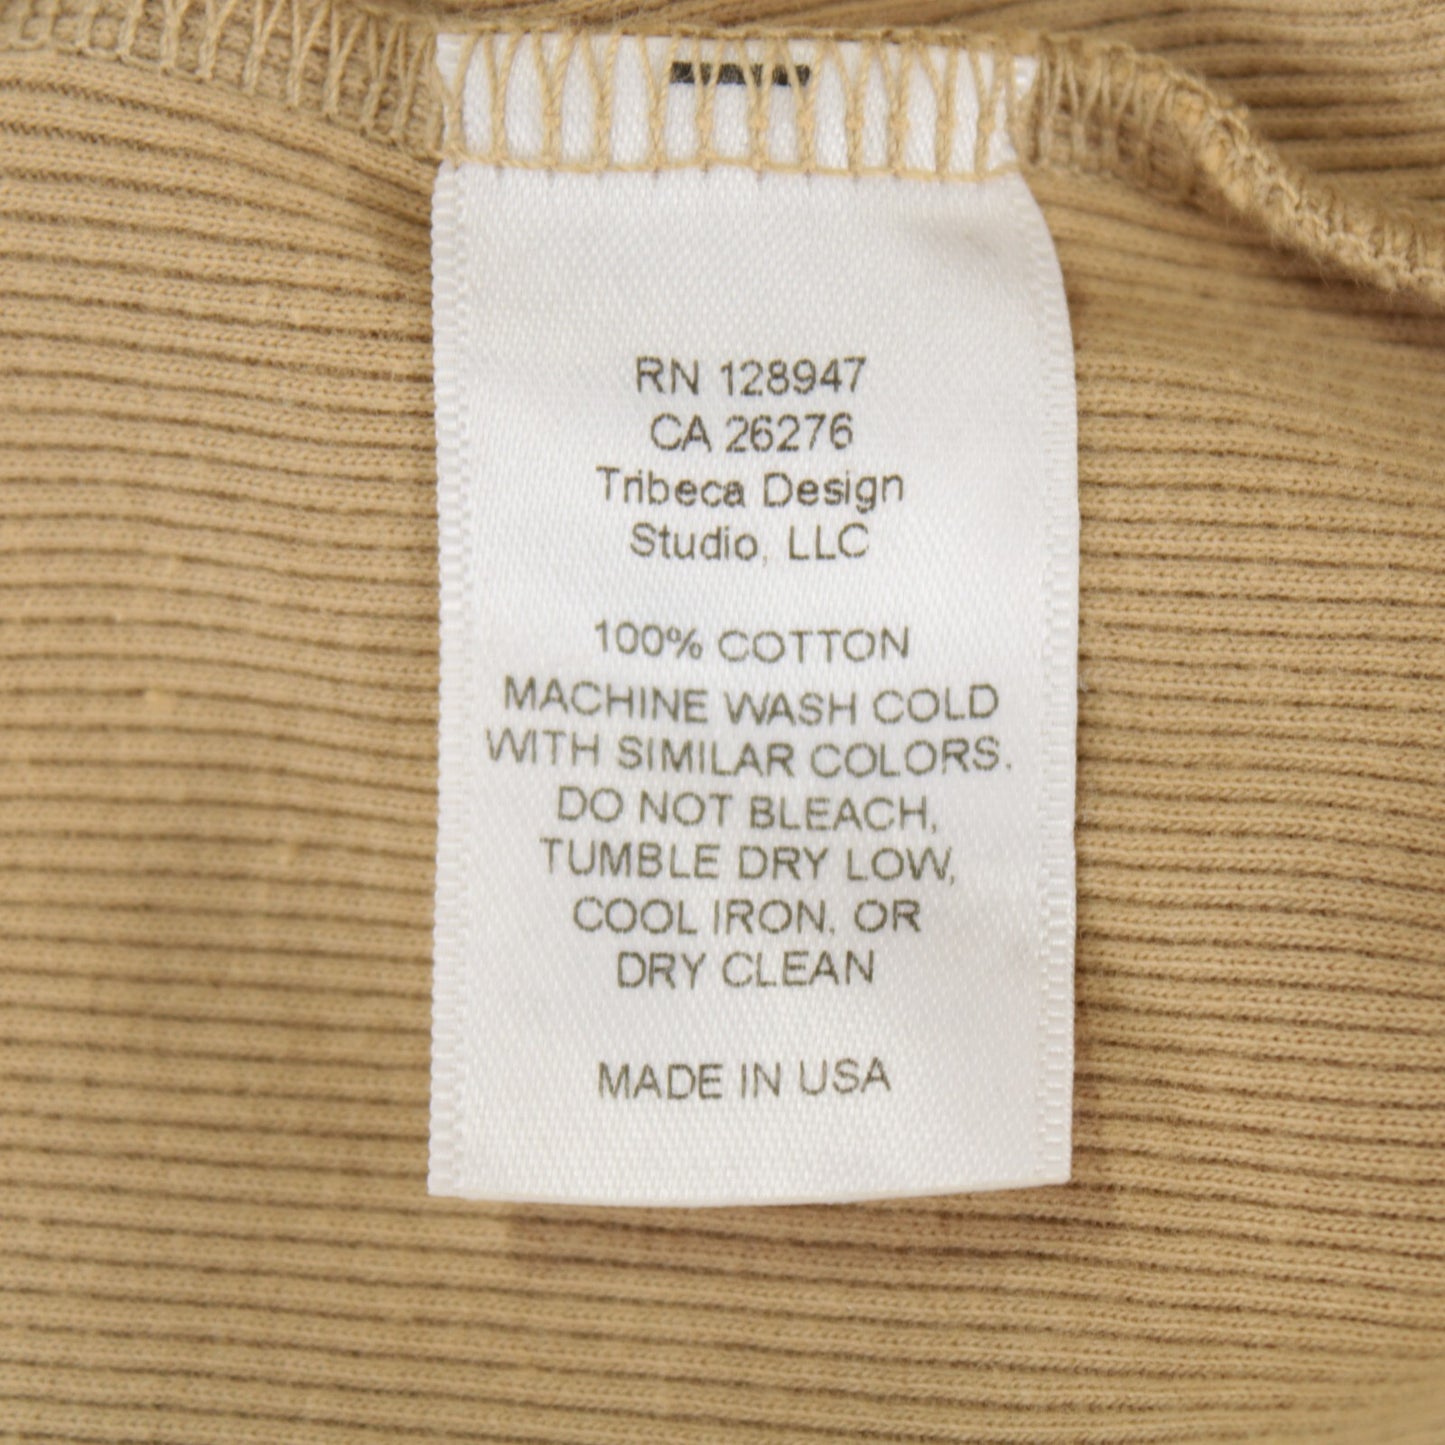 RN 128947
CA 26276
Tribeca Design
Studio, LLC
100% COTTON
MACHINE WASH COLD
WITH SIMILAR COLORS.
DO NOT BLEACH,
TUMBLE DRY LOW,
COOL IRON. OR
DRY CLEAN
MADE IN USA